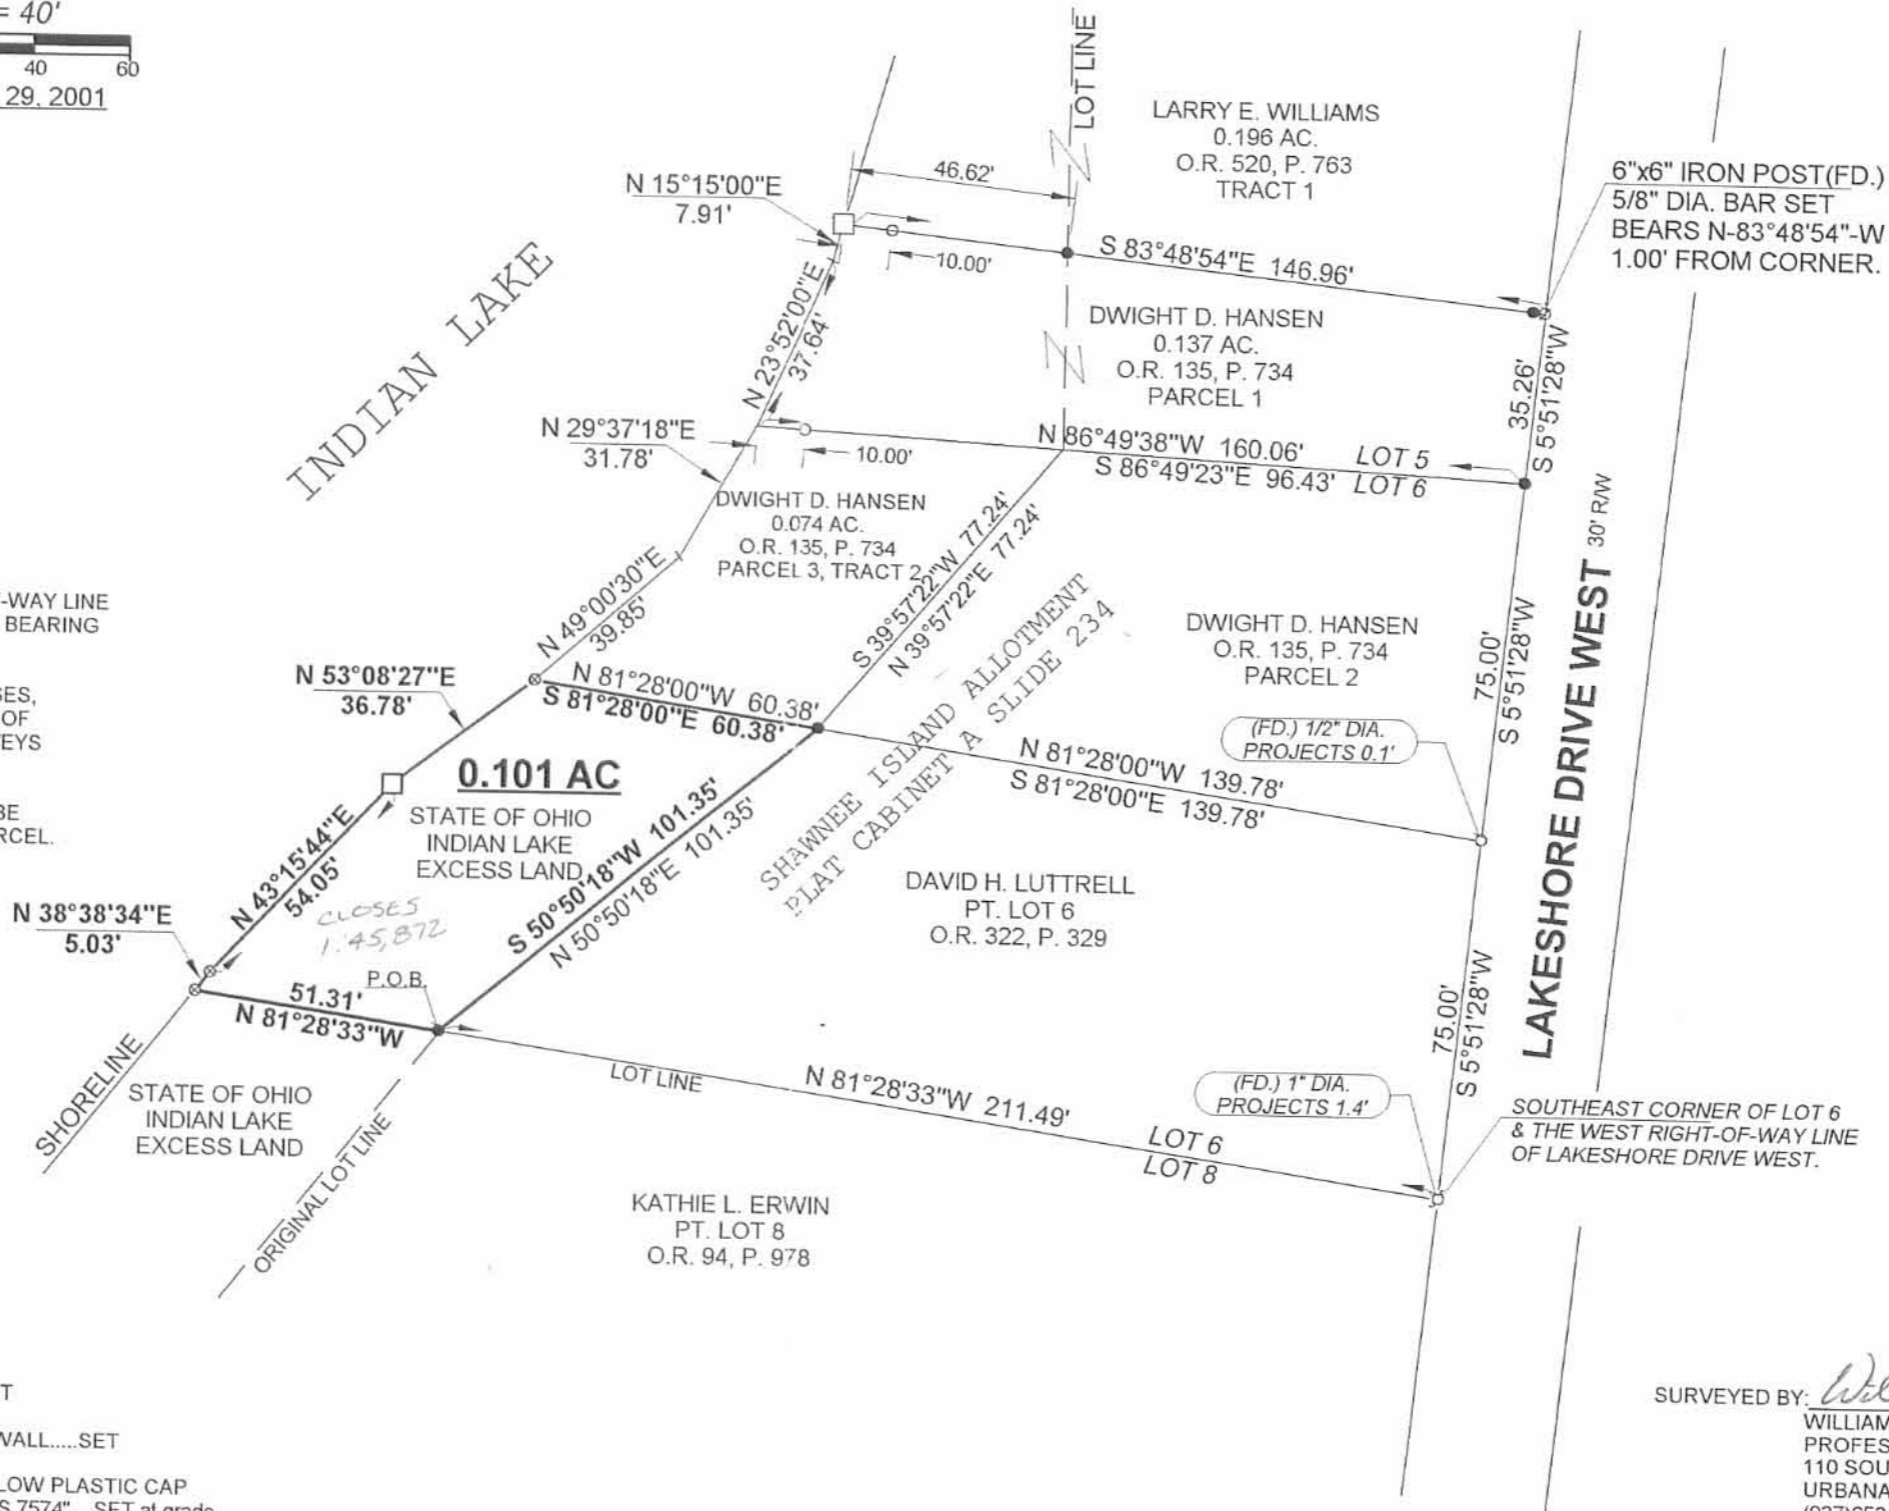 = 40'
40 60
29, 2001
LOT LINE
LARRY E. WILLIAMS
0.196 AC.
O.R. 520, P. 763
TRACT 1
6"x6" IRON POST(FD.)
5/8" DIA. BAR SET
BEARS N-83°48'54"-W
1.00' FROM CORNER.
N 15°15'00"E
7.91'
46.62'
10.00'
S 83°48'54"E 146.96'
INDIAN LAKE
N 23°52'00"E
37.64'
DWIGHT D. HANSEN
0.137 AC.
O.R. 135, P. 734
PARCEL 1
35.26'
S 5°51'28"W
N 29°37'18"E
31.78'
10.00'
N 86°49'38"W 160.06' LOT 5
S 86°49'23"E 96.43' LOT 6
DWIGHT D. HANSEN
0.074 AC.
O.R. 135, P. 734
PARCEL 3, TRACT 2
S 39°57'22"W 77.24'
N 39°57'22"E 77.24'
N 49°00'30"E
39.85'
-WAY LINE
BEARING
OF
BE
N 53°08'27"E
36.78'
N 81°28'00"W 60.38'
S 81°28'00"E 60.38'
SHAWNEE ISLAND ALLOTMENT
PLAT CABINET A SLIDE 234
DWIGHT D. HANSEN
O.R. 135, P. 734
PARCEL 2
75.00'
S 5°51'28"W
LAKESHORE DRIVE WEST 30' R/W
(FD.) 1/2" DIA.
PROJECTS 0.1'
N 81°28'00"W 139.78'
S 81°28'00"E 139.78'
0.101 AC
STATE OF OHIO
INDIAN LAKE
EXCESS LAND
N 43°15'44"E
54.05'
CLOSES
1:45,872
S 50°50'18"W 101.35'
N 50°50'18"E 101.35'
N 38°38'34"E
5.03'
DAVID H. LUTTRELL
PT. LOT 6
O.R. 322, P. 329
P.O.B.
51.31'
N 81°28'33"W
75.00'
S 5°51'28"W
SHORELINE
STATE OF OHIO
INDIAN LAKE
EXCESS LAND
ORIGINAL LOT LINE
LOT LINE
N 81°28'33"W 211.49'
LOT 6
LOT 8
(FD.) 1" DIA.
PROJECTS 1.4'
SOUTHEAST CORNER OF LOT 6
& THE WEST RIGHT-OF-WAY LINE
OF LAKESHORE DRIVE WEST.
KATHIE L. ERWIN
PT. LOT 8
O.R. 94, P. 978
WALL.....SET
LOW PLASTIC CAP
S 7574"....SET at grade
SURVEYED BY:
WILLIAM
PROFES
110 SOU
URBANA